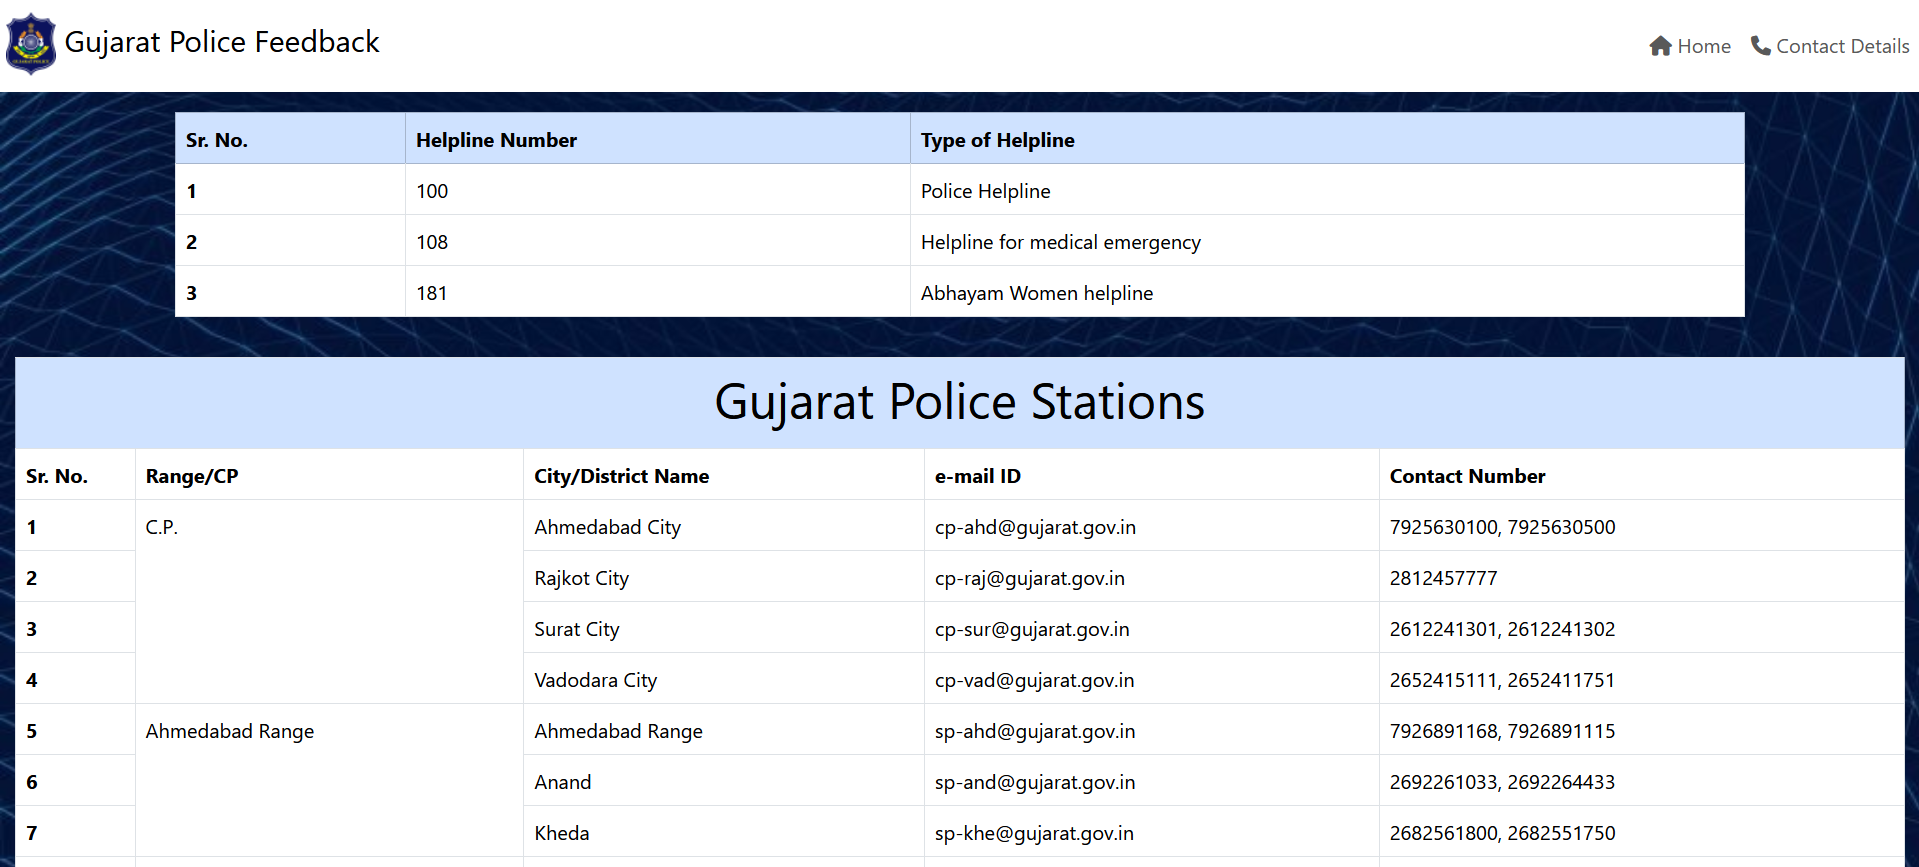 Gujarat Police Feedback
Home Contact Details
Sr. No. Helpline Number Type of Helpline
1 100 Police Helpline
2 108 Helpline for medical emergency
3 181 Abhayam Women helpline
Gujarat Police Stations
Sr. No. Range/CP City/District Name e-mail ID Contact Number
1 C.P. Ahmedabad City cp-ahd@gujarat.gov.in 7925630100, 7925630500
2 Rajkot City cp-raj@gujarat.gov.in 2812457777
3 Surat City cp-sur@gujarat.gov.in 2612241301, 2612241302
4 Vadodara City cp-vad@gujarat.gov.in 2652415111, 2652411751
5 Ahmedabad Range Ahmedabad Range sp-ahd@gujarat.gov.in 7926891168, 7926891115
6 Anand sp-and@gujarat.gov.in 2692261033, 2692264433
7 Kheda sp-khe@gujarat.gov.in 2682561800, 2682551750